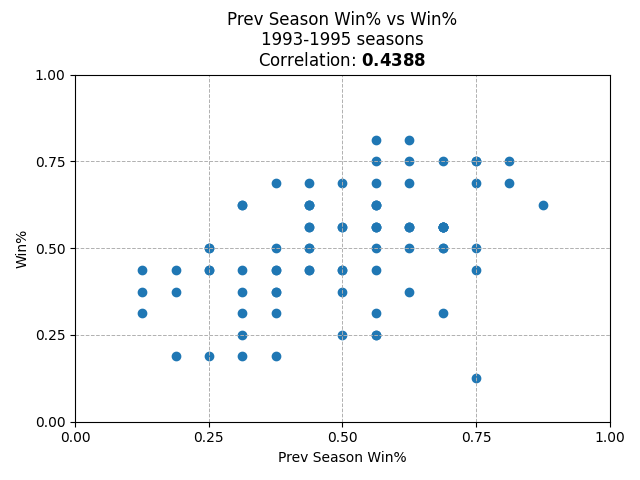 Prev Season Win% vs Win%
1993-1995 seasons
Correlation: 0.4388
1.00
0.75
0.50
0.25
0.00
Win%
0.00 0.25 0.50 0.75 1.00
Prev Season Win%